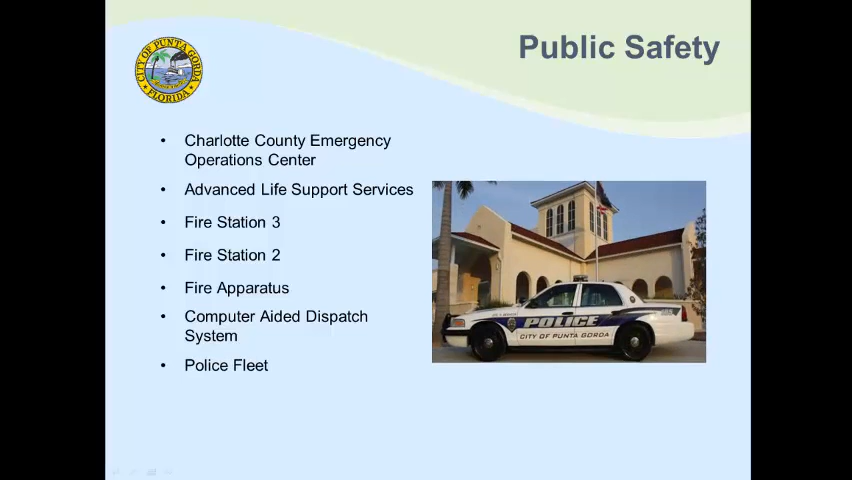 Public Safety
CITY OF PUNTA GORDA
FLORIDA
Charlotte County Emergency
Operations Center
Advanced Life Support Services
Fire Station 3
Fire Station 2
Fire Apparatus
Computer Aided Dispatch
System
Police Fleet
POLICE
CITY OF PUNTA GORDA